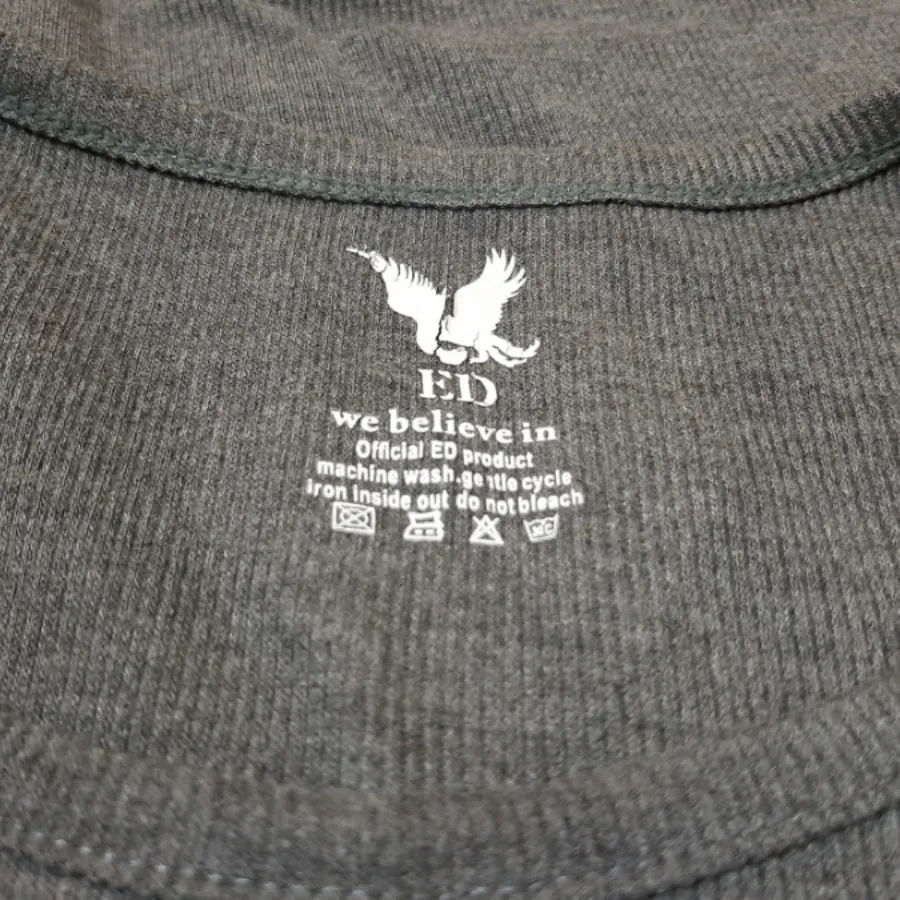 ED
we believe in
Official ED product
machine wash.gentle cycle
iron inside out do not bleach